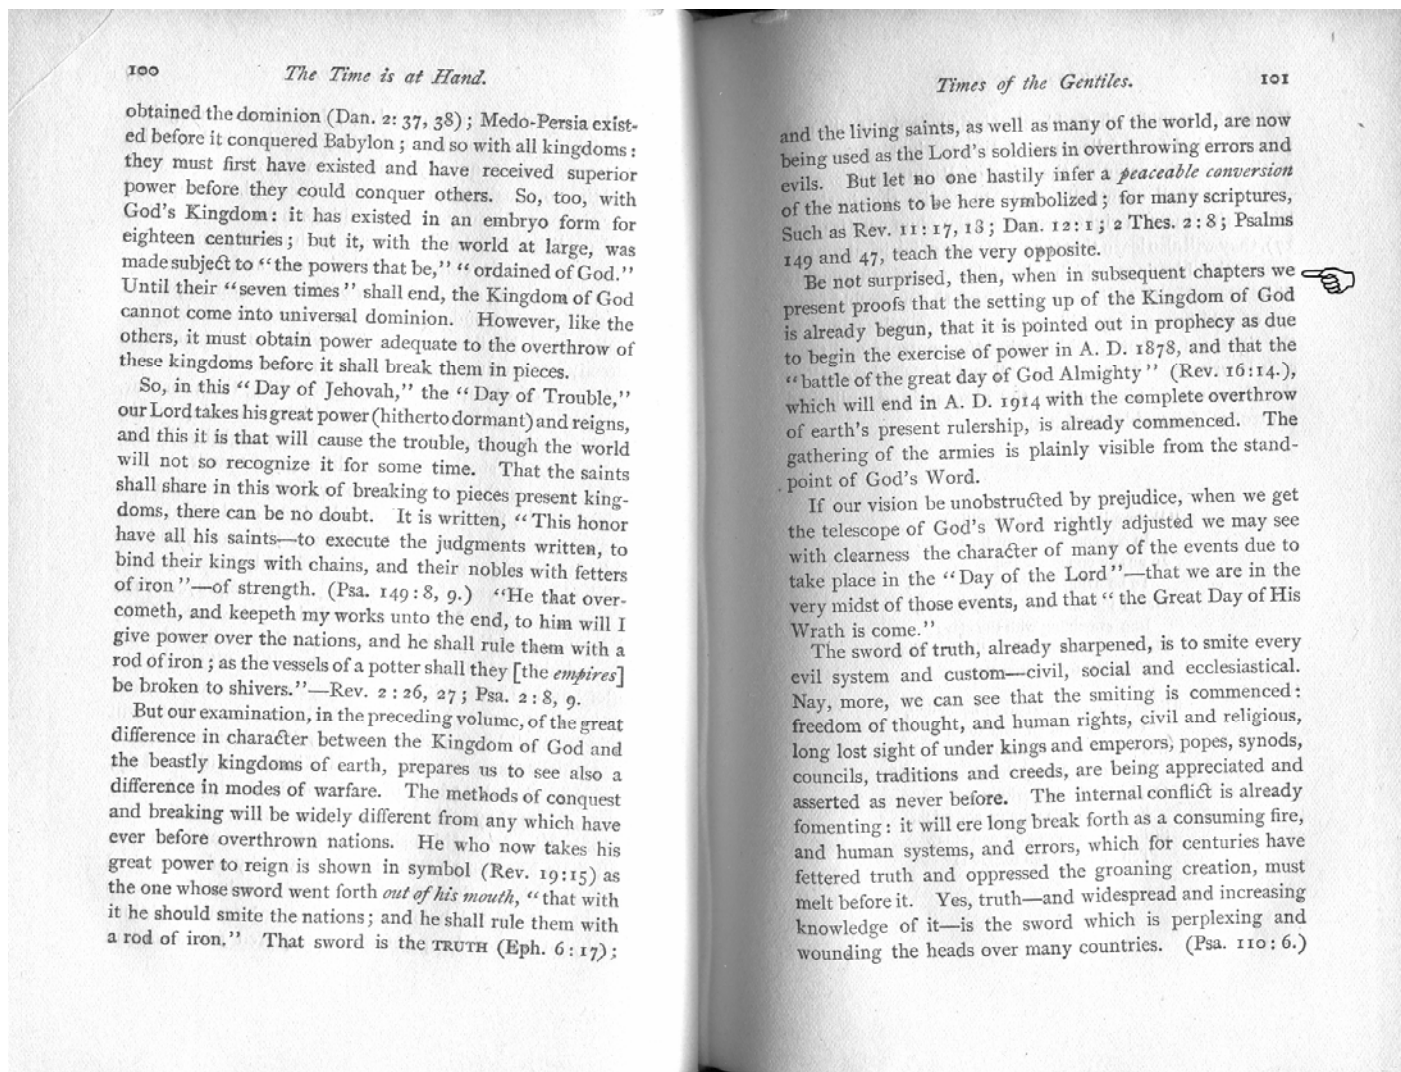 100
The Time is at Hand.
obtained the dominion (Dan. 2: 37, 38) ; Medo-Persia exist-
ed before it conquered Babylon ; and so with all kingdoms :
they must first have existed and have received superior
power before they could conquer others. So, too, with
God's Kingdom: it has existed in an embryo form for
eighteen centuries ; but it, with the world at large, was
made subject to “the powers that be,” “ordained of God.”
Until their “seven times” shall end, the Kingdom of God
cannot come into universal dominion. However, like the
others, it must obtain power adequate to the overthrow of
these kingdoms before it shall break them in pieces.
So, in this “Day of Jehovah,” the “Day of Trouble,”
our Lord takes his great power (hitherto dormant) and reigns,
and this it is that will cause the trouble, though the world
will not so recognize it for some time. That the saints
shall share in this work of breaking to pieces present king-
doms, there can be no doubt. It is written, “This honor
have all his saints—to execute the judgments written, to
bind their kings with chains, and their nobles with fetters
of iron”—of strength. (Psa. 149 : 8, 9.) “He that over-
cometh, and keepeth my works unto the end, to him will I
give power over the nations, and he shall rule them with a
rod of iron ; as the vessels of a potter shall they [the empires]
be broken to shivers.”—Rev. 2 : 26, 27 ; Psa. 2 : 8, 9.
But our examination, in the preceding volume, of the great
difference in character between the Kingdom of God and
the beastly kingdoms of earth, prepares us to see also a
difference in modes of warfare. The methods of conquest
and breaking will be widely different from any which have
ever before overthrown nations. He who now takes his
great power to reign is shown in symbol (Rev. 19:15) as
the one whose sword went forth out of his mouth, “that with
it he should smite the nations ; and he shall rule them with
a rod of iron.” That sword is the TRUTH (Eph. 6 : 17) ;
Times of the Gentiles.
101
and the living saints, as well as many of the world, are now
being used as the Lord's soldiers in overthrowing errors and
evils. But let no one hastily infer a peaceable conversion
of the nations to be here symbolized ; for many scriptures,
Such as Rev. 11 : 17, 18 ; Dan. 12 : 1 ; 2 Thes. 2 : 8 ; Psalms
149 and 47, teach the very opposite.
Be not surprised, then, when in subsequent chapters we
present proofs that the setting up of the Kingdom of God
is already begun, that it is pointed out in prophecy as due
to begin the exercise of power in A. D. 1878, and that the
“battle of the great day of God Almighty” (Rev. 16:14.),
which will end in A. D. 1914 with the complete overthrow
of earth's present rulership, is already commenced. The
gathering of the armies is plainly visible from the stand-
point of God's Word.
If our vision be unobstructed by prejudice, when we get
the telescope of God's Word rightly adjusted we may see
with clearness the character of many of the events due to
take place in the “Day of the Lord”—that we are in the
very midst of those events, and that “the Great Day of His
Wrath is come.”
The sword of truth, already sharpened, is to smite every
evil system and custom—civil, social and ecclesiastical.
Nay, more, we can see that the smiting is commenced :
freedom of thought, and human rights, civil and religious,
long lost sight of under kings and emperors, popes, synods,
councils, traditions and creeds, are being appreciated and
asserted as never before. The internal conflict is already
fomenting : it will ere long break forth as a consuming fire,
and human systems, and errors, which for centuries have
fettered truth and oppressed the groaning creation, must
melt before it. Yes, truth—and widespread and increasing
knowledge of it—is the sword which is perplexing and
wounding the heads over many countries. (Psa. 110 : 6.)